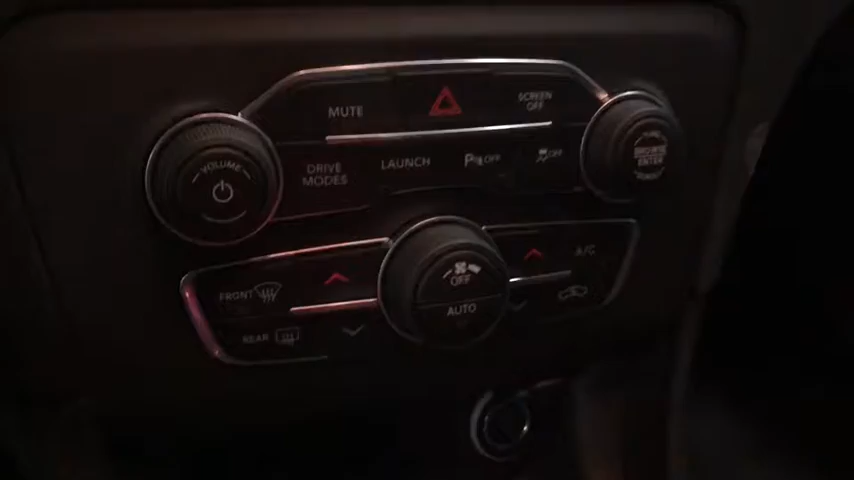 MUTE
SCREEN
OFF
VOLUME
DRIVE
MODES
LAUNCH
P OFF
OFF
BROWSE
ENTER
FRONT
OFF
A/C
AUTO
REAR